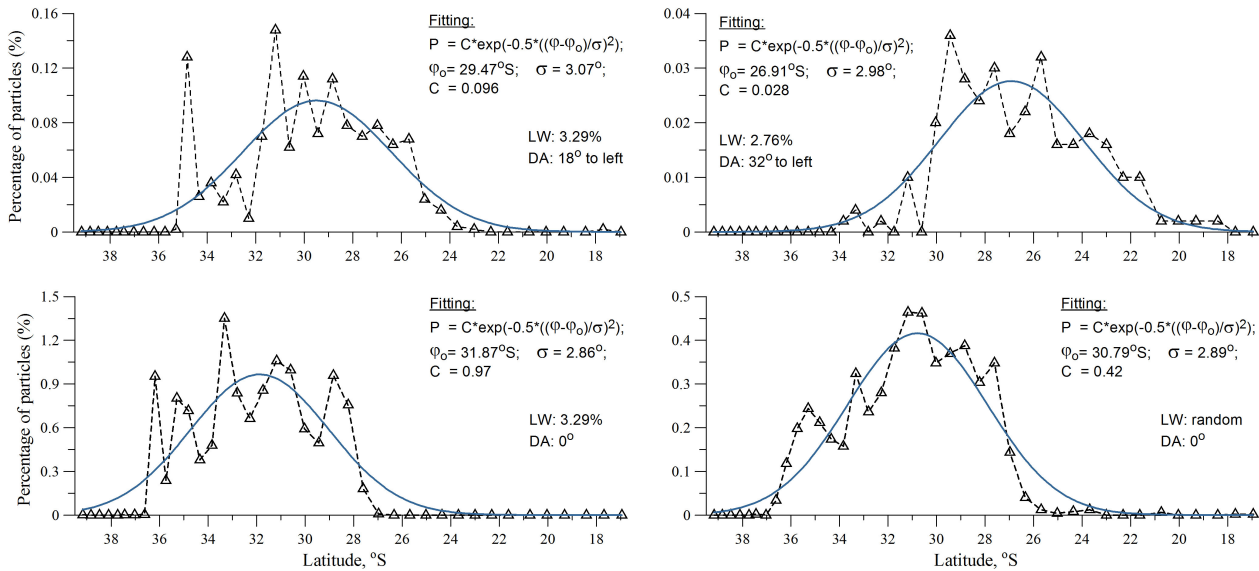 Percentage of particles (%)
0.16
0.12
0.08
0.04
0
38 36 34 32 30 28 26 24 22 20 18
Fitting:
P = C*exp(-0.5*((φ-φo)/σ)2);
φo= 29.47oS; σ = 3.07o;
C = 0.096
LW: 3.29%
DA: 18o to left
0.04
0.03
0.02
0.01
0
38 36 34 32 30 28 26 24 22 20 18
Fitting:
P = C*exp(-0.5*((φ-φo)/σ)2);
φo= 26.91oS; σ = 2.98o;
C = 0.028
LW: 2.76%
DA: 32o to left
Percentage of particles (%)
1.5
1.2
0.9
0.6
0.3
0
38 36 34 32 30 28 26 24 22 20 18
Latitude, oS
Fitting:
P = C*exp(-0.5*((φ-φo)/σ)2);
φo= 31.87oS; σ = 2.86o;
C = 0.97
LW: 3.29%
DA: 0o
0.5
0.4
0.3
0.2
0.1
0
38 36 34 32 30 28 26 24 22 20 18
Latitude, oS
Fitting:
P = C*exp(-0.5*((φ-φo)/σ)2);
φo= 30.79oS; σ = 2.89o;
C = 0.42
LW: random
DA: 0o